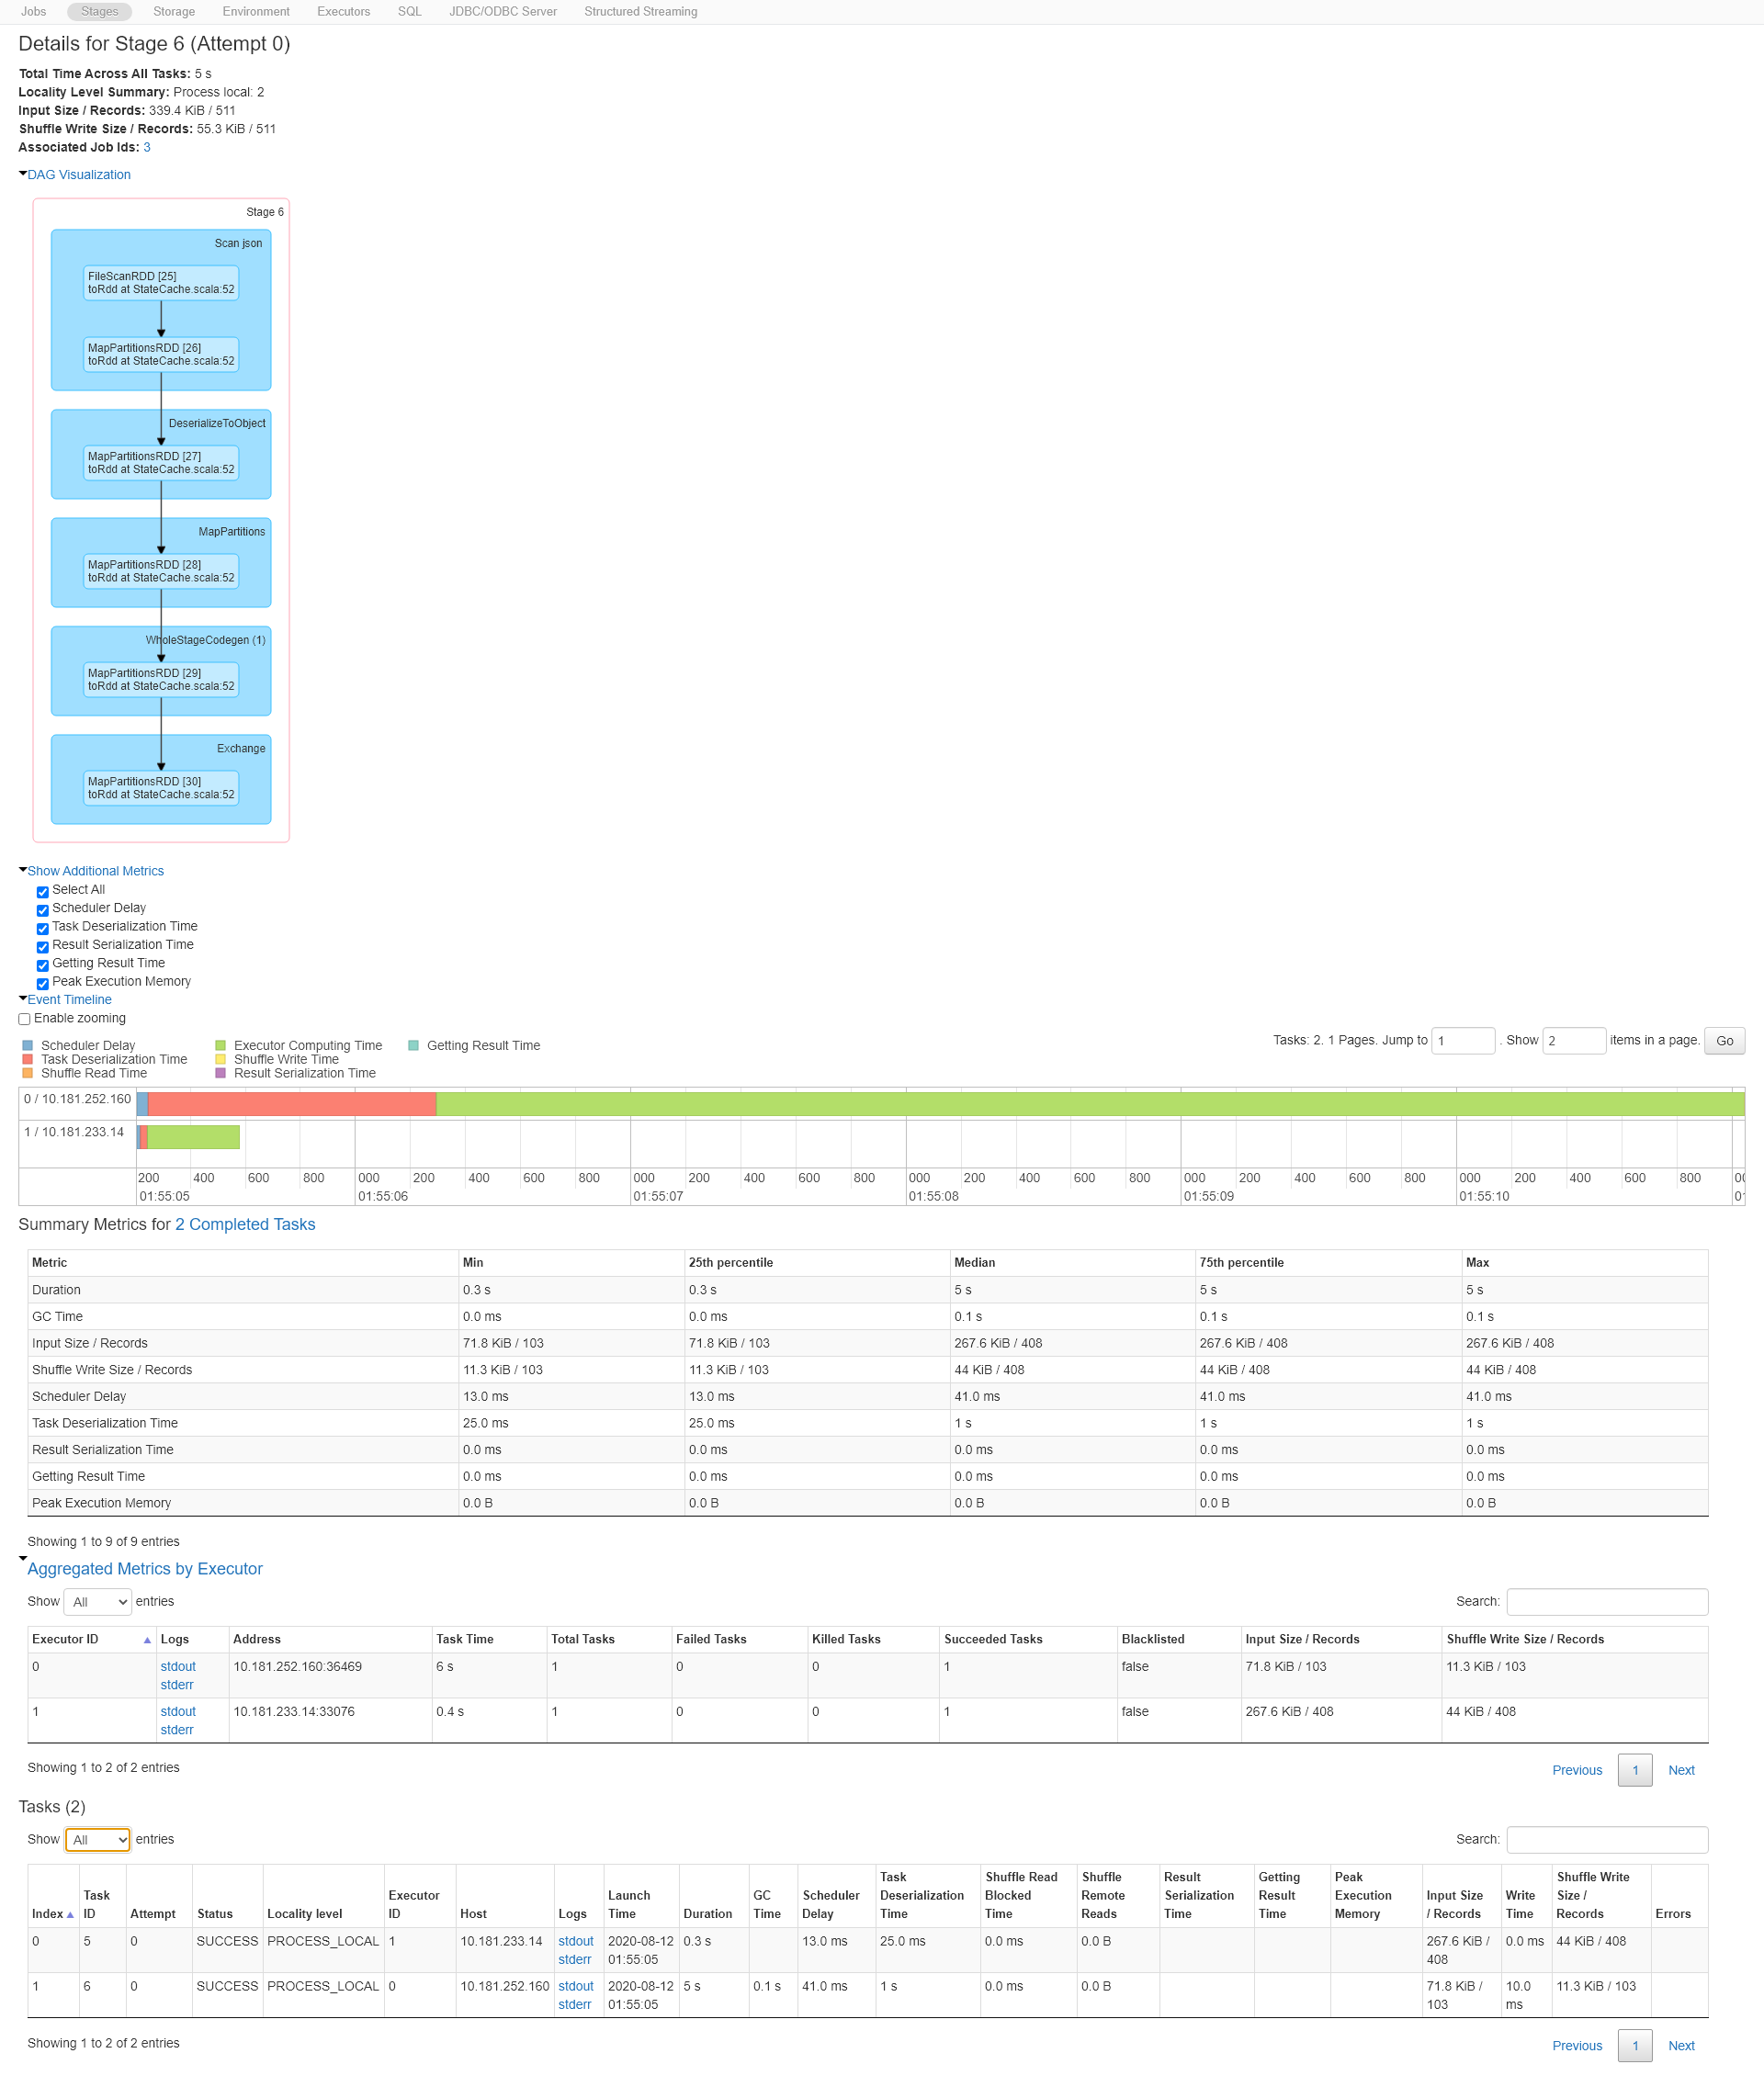 Jobs Stages Storage Environment Executors SQL JDBC/ODBC Server Structured Streaming
Details for Stage 6 (Attempt 0)
Total Time Across All Tasks: 5 s
Locality Level Summary: Process local: 2
Input Size / Records: 339.4 KiB / 511
Shuffle Write Size / Records: 55.3 KiB / 511
Associated Job Ids: 3
DAG Visualization
Stage 6
Scan json
FileScanRDD [25]
toRdd at StateCache.scala:52
MapPartitionsRDD [26]
toRdd at StateCache.scala:52
DeserializeToObject
MapPartitionsRDD [27]
toRdd at StateCache.scala:52
MapPartitions
MapPartitionsRDD [28]
toRdd at StateCache.scala:52
WholeStageCodegen (1)
MapPartitionsRDD [29]
toRdd at StateCache.scala:52
Exchange
MapPartitionsRDD [30]
toRdd at StateCache.scala:52
Show Additional Metrics
Select All
Scheduler Delay
Task Deserialization Time
Result Serialization Time
Getting Result Time
Peak Execution Memory
Event Timeline
Enable zooming
Tasks: 2. 1 Pages. Jump to 1 . Show 2 items in a page. Go
Scheduler Delay Executor Computing Time Getting Result Time
Task Deserialization Time Shuffle Write Time
Shuffle Read Time Result Serialization Time
0 / 10.181.252.160
1 / 10.181.233.14
200 400 600 800 000 200 400 600 800 000 200 400 600 800 000 200 400 600 800 000 200 400 600 800 000 200 400 600 800
01:55:05 01:55:06 01:55:07 01:55:08 01:55:09 01:55:10
Summary Metrics for 2 Completed Tasks
Metric Min 25th percentile Median 75th percentile Max
Duration 0.3 s 0.3 s 5 s 5 s 5 s
GC Time 0.0 ms 0.0 ms 0.1 s 0.1 s 0.1 s
Input Size / Records 71.8 KiB / 103 71.8 KiB / 103 267.6 KiB / 408 267.6 KiB / 408 267.6 KiB / 408
Shuffle Write Size / Records 11.3 KiB / 103 11.3 KiB / 103 44 KiB / 408 44 KiB / 408 44 KiB / 408
Scheduler Delay 13.0 ms 13.0 ms 41.0 ms 41.0 ms 41.0 ms
Task Deserialization Time 25.0 ms 25.0 ms 1 s 1 s 1 s
Result Serialization Time 0.0 ms 0.0 ms 0.0 ms 0.0 ms 0.0 ms
Getting Result Time 0.0 ms 0.0 ms 0.0 ms 0.0 ms 0.0 ms
Peak Execution Memory 0.0 B 0.0 B 0.0 B 0.0 B 0.0 B
Showing 1 to 9 of 9 entries
Aggregated Metrics by Executor
Show All entries Search:
Executor ID Logs Address Task Time Total Tasks Failed Tasks Killed Tasks Succeeded Tasks Blacklisted Input Size / Records Shuffle Write Size / Records
0 stdout 10.181.252.160:36469 6 s 1 0 0 1 false 71.8 KiB / 103 11.3 KiB / 103
stderr
1 stdout 10.181.233.14:33076 0.4 s 1 0 0 1 false 267.6 KiB / 408 44 KiB / 408
stderr
Showing 1 to 2 of 2 entries Previous 1 Next
Tasks (2)
Show All entries Search:
Task Shuffle Read Shuffle Result Getting Peak Shuffle Write
Task Executor Launch GC Scheduler Deserialization Blocked Remote Serialization Result Execution Input Size Write Size /
Index ID Attempt Status Locality level ID Host Logs Time Duration Time Delay Time Time Reads Time Time Memory / Records Time Records Errors
0 5 0 SUCCESS PROCESS_LOCAL 1 10.181.233.14 stdout 2020-08-12 0.3 s 13.0 ms 25.0 ms 0.0 ms 0.0 B 267.6 KiB / 0.0 ms 44 KiB / 408
stderr 01:55:05 408
1 6 0 SUCCESS PROCESS_LOCAL 0 10.181.252.160 stdout 2020-08-12 5 s 0.1 s 41.0 ms 1 s 0.0 ms 0.0 B 71.8 KiB / 10.0 11.3 KiB / 103
stderr 01:55:05 103 ms
Showing 1 to 2 of 2 entries Previous 1 Next